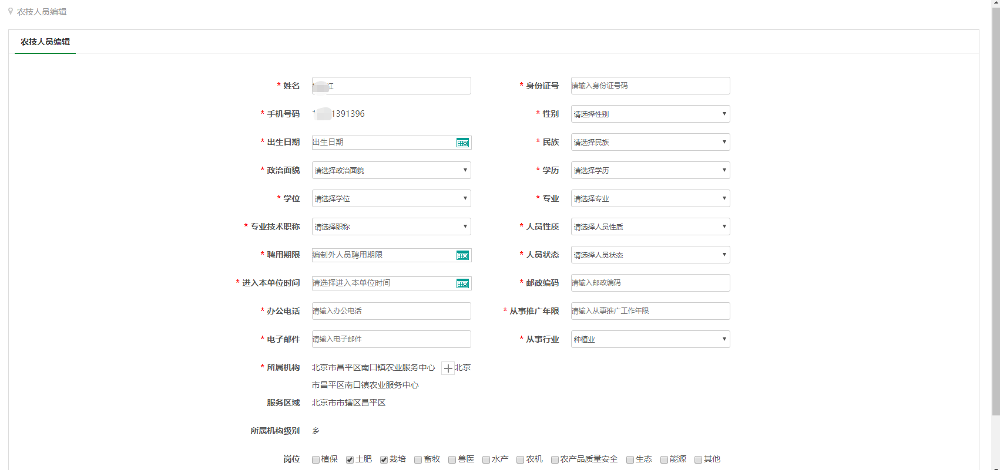 农技人员编辑
农技人员编辑
* 姓名 红 * 身份证号 请输入身份证号码
* 手机号码 1 1391396 * 性别 请选择性别
* 出生日期 出生日期 * 民族 请选择民族
* 政治面貌 请选择政治面貌 * 学历 请选择学历
* 学位 请选择学位 * 专业 请选择专业
* 专业技术职称 请选择职称 * 人员性质 请选择人员性质
* 聘用期限 编制外人员聘用期限 * 人员状态 请选择人员状态
* 进入本单位时间 请选择进入本单位时间 * 邮政编码 请输入邮政编码
* 办公电话 请输入办公电话 * 从事推广年限 请输入从事推广工作年限
* 电子邮件 请输入电子邮件 * 从事行业 种植业
* 所属机构 北京市昌平区南口镇农业服务中心 北京
市昌平区南口镇农业服务中心
服务区域 北京市市辖区昌平区
所属机构级别 乡
岗位 植保 土肥 栽培 畜牧 兽医 水产 农机 农产品质量安全 生态 能源 其他